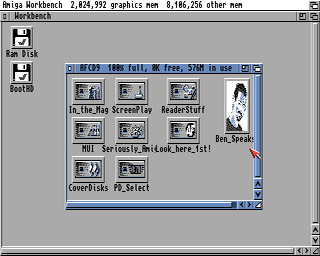 Amiga Workbench 2,024,992 graphics mem 8,106,256 other mem
Workbench
Ram Disk
BootHD
AFCD9 100% full, 0K free, 576M in use
In_the_Mag
ScreenPlay
ReaderStuff
Ben_Speaks
MUI
Seriously_Ami
Look_here_1st!
CoverDisks
PD_Select